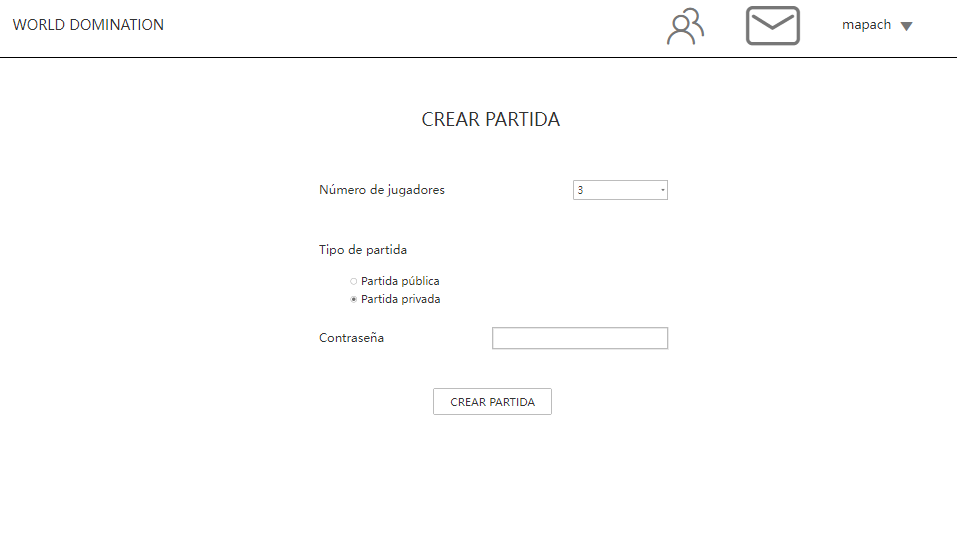 WORLD DOMINATION
mapach
CREAR PARTIDA
Número de jugadores
3
Tipo de partida
Partida pública
Partida privada
Contraseña
CREAR PARTIDA